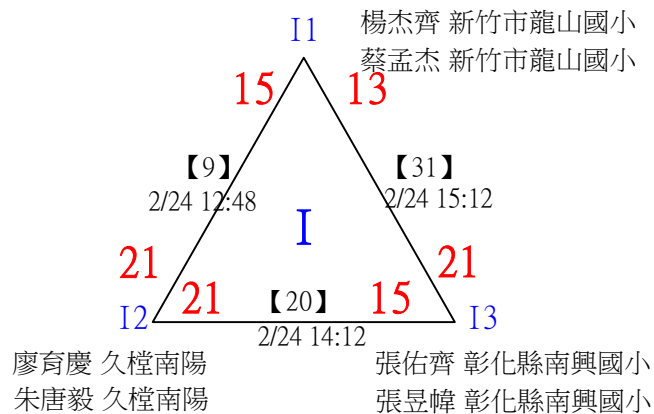 I1
楊杰齊 新竹市龍山國小
蔡孟杰 新竹市龍山國小
15
13
【9】
2/24 12:48
【31】
2/24 15:12
I
21
21
21
15
【20】
2/24 14:12
I2
I3
廖育慶 久樘南陽
朱唐毅 久樘南陽
張佑齊 彰化縣南興國小
張昱幃 彰化縣南興國小